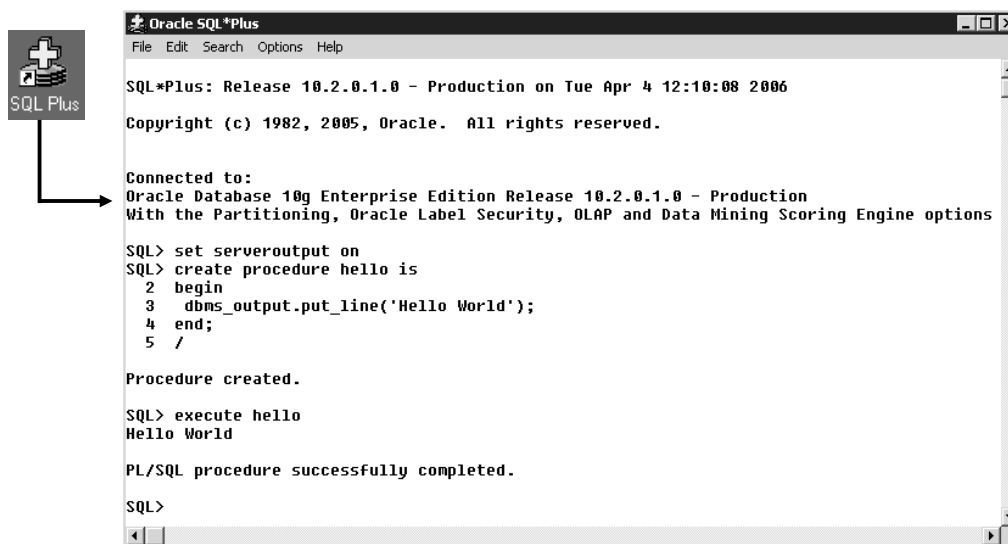 SQL Plus
Oracle SQL*Plus
File Edit Search Options Help
SQL*Plus: Release 10.2.0.1.0 - Production on Tue Apr 4 12:10:08 2006
Copyright (c) 1982, 2005, Oracle.  All rights reserved.
Connected to:
Oracle Database 10g Enterprise Edition Release 10.2.0.1.0 - Production
With the Partitioning, Oracle Label Security, OLAP and Data Mining Scoring Engine options
SQL> set serveroutput on
SQL> create procedure hello is
  2  begin
  3   dbms_output.put_line('Hello World');
  4  end;
  5  /
Procedure created.
SQL> execute hello
Hello World
PL/SQL procedure successfully completed.
SQL>